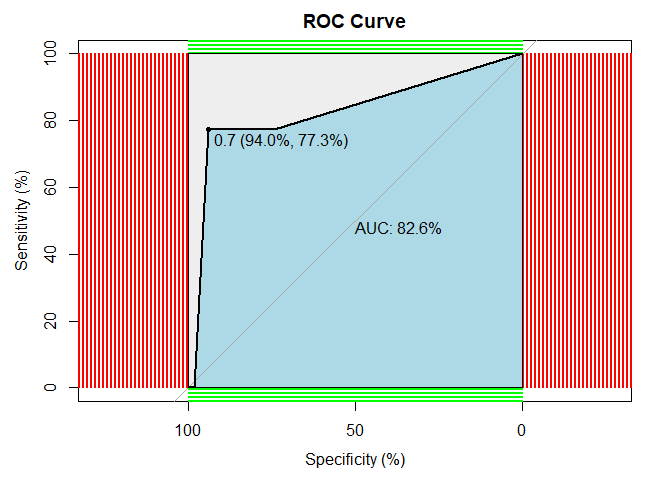 ROC Curve
100
80
60
40
20
0
Sensitivity (%)
0.7 (94.0%, 77.3%)
AUC: 82.6%
100
50
0
Specificity (%)